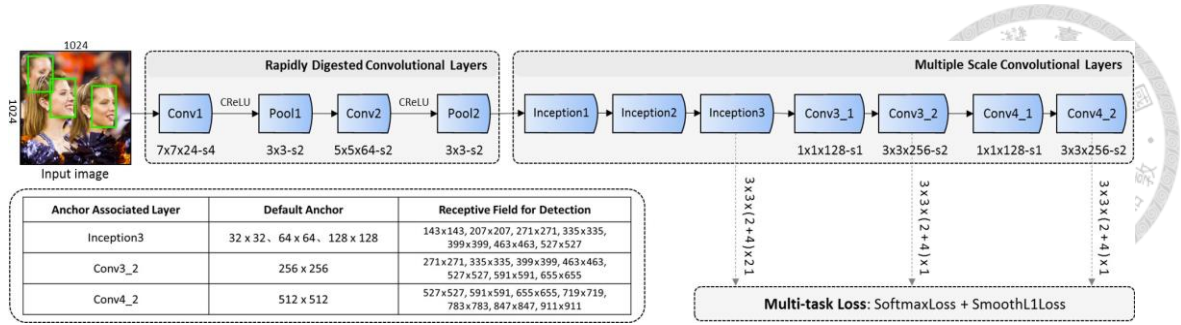 1024
1024
Input image
Rapidly Digested Convolutional Layers
Conv1
CReLU
Pool1
Conv2
CReLU
Pool2
7x7x24-s4
3x3-s2
5x5x64-s2
3x3-s2
Multiple Scale Convolutional Layers
Inception1
Inception2
Inception3
Conv3_1
Conv3_2
Conv4_1
Conv4_2
1x1x128-s1
3x3x256-s2
1x1x128-s1
3x3x256-s2
3x3x(2+4)x21
3x3x(2+4)x1
3x3x(2+4)x1
Anchor Associated Layer Default Anchor Receptive Field for Detection
Inception3 32 x 32、64 x 64、128 x 128 143x143, 207x207, 271x271, 335x335,
399x399, 463x463, 527x527
Conv3_2 256 x 256 271x271, 335x335, 399x399, 463x463,
527x527, 591x591, 655x655
Conv4_2 512 x 512 527x527, 591x591, 655x655, 719x719,
783x783, 847x847, 911x911
Multi-task Loss: SoftmaxLoss + SmoothL1Loss